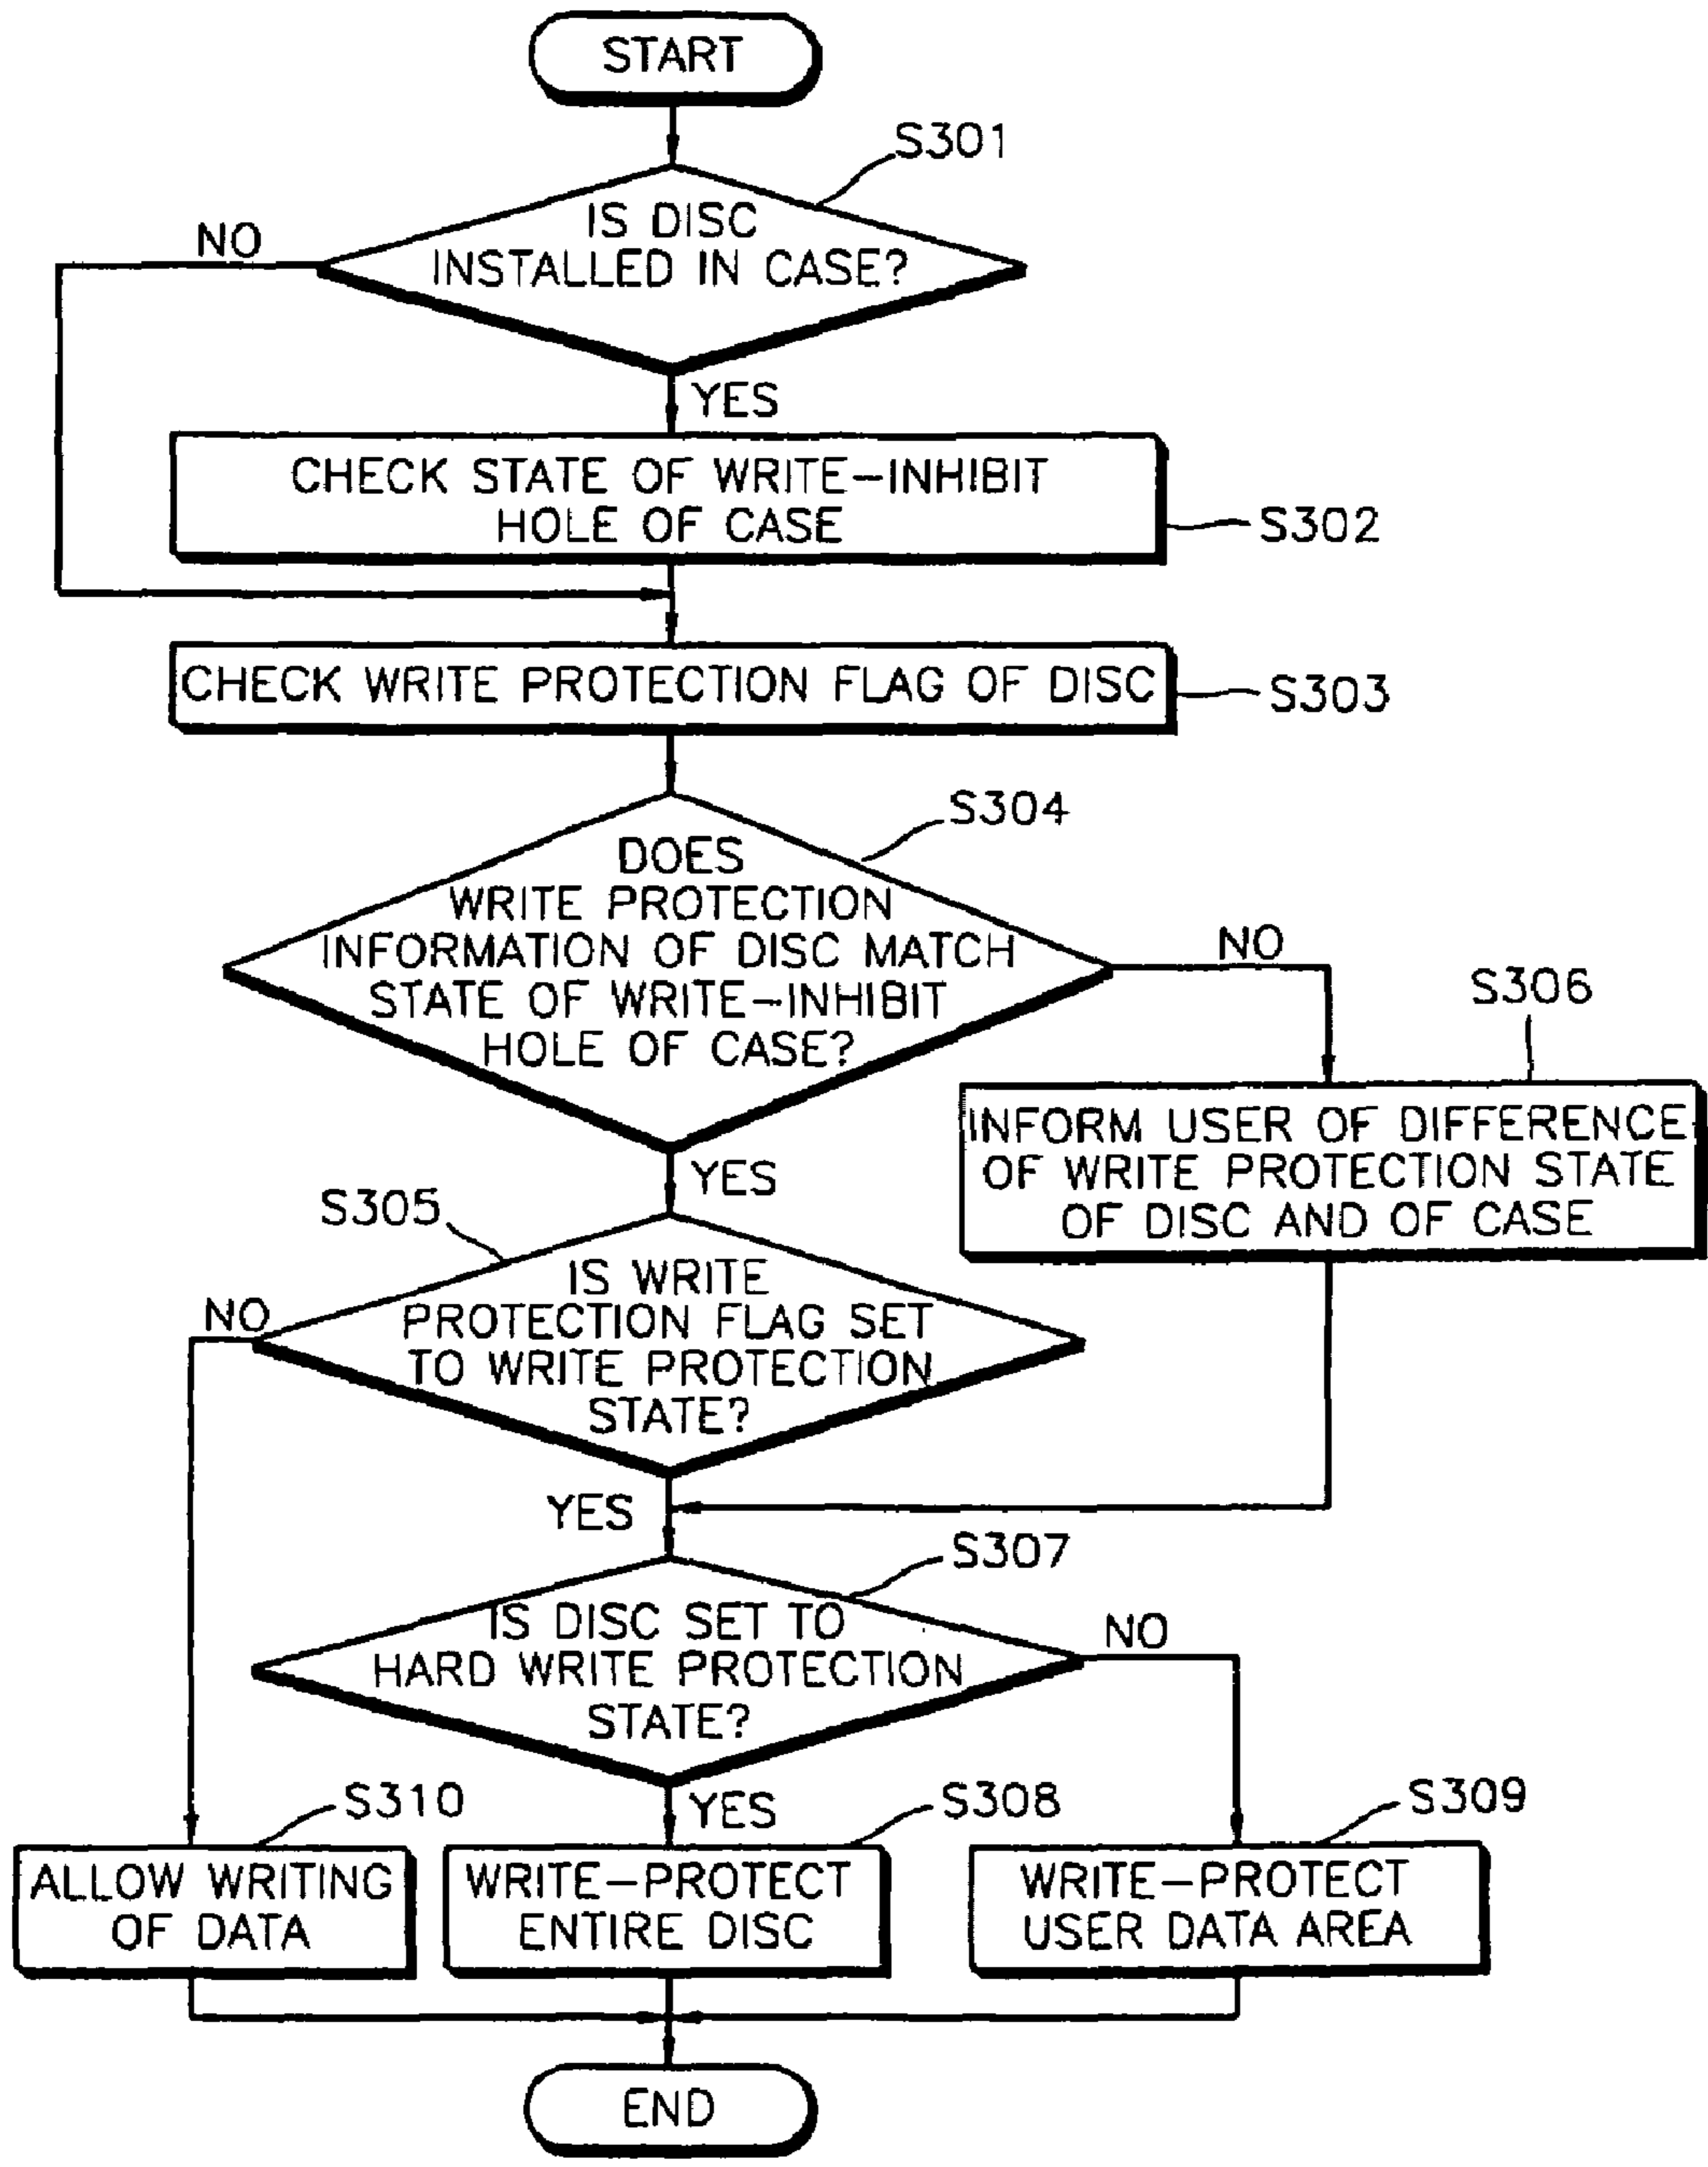 START
S301
IS DISC
INSTALLED IN CASE?
NO
YES
CHECK STATE OF WRITE-INHIBIT
HOLE OF CASE
S302
CHECK WRITE PROTECTION FLAG OF DISC
S303
S304
DOES
WRITE PROTECTION
INFORMATION OF DISC MATCH
STATE OF WRITE-INHIBIT
HOLE OF CASE?
NO
S306
INFORM USER OF DIFFERENCE
OF WRITE PROTECTION STATE
OF DISC AND OF CASE
YES
S305
IS WRITE
PROTECTION FLAG SET
TO WRITE PROTECTION
STATE?
NO
YES
S307
IS DISC SET TO
HARD WRITE PROTECTION
STATE?
NO
YES
S310
ALLOW WRITING
OF DATA
S308
WRITE-PROTECT
ENTIRE DISC
S309
WRITE-PROTECT
USER DATA AREA
END